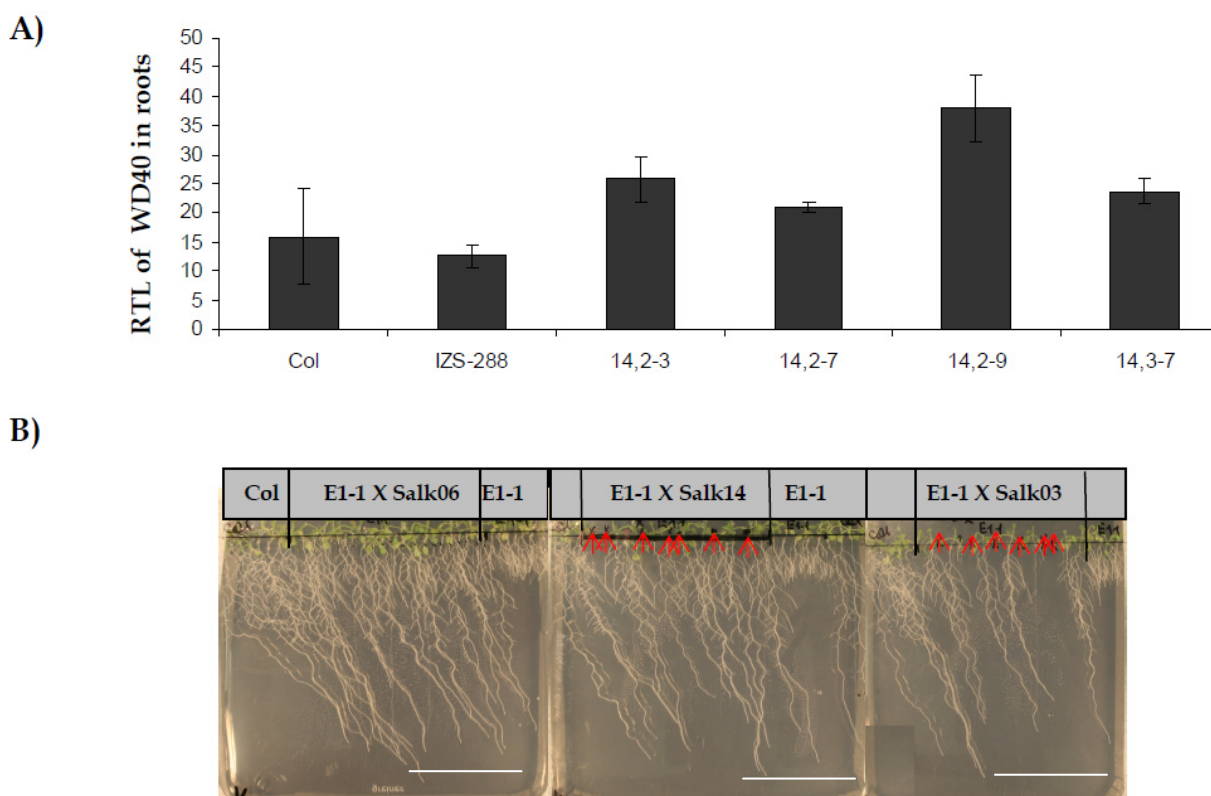 A)
RTL of WD40 in roots
50
45
40
35
30
25
20
15
10
5
0
Col IZS-288 14,2-3 14,2-7 14,2-9 14,3-7
B)
Col E1-1 X Salk06 E1-1 E1-1 X Salk14 E1-1 E1-1 X Salk03